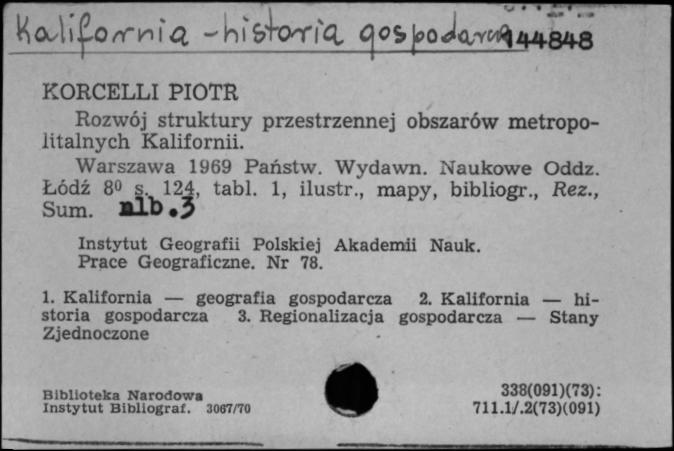 Kalifornia - historia gospodarcza 144848
KORCELLI PIOTR
Rozwój struktury przestrzennej obszarów metropo-
litalnych Kalifornii.
Warszawa 1969 Państw. Wydawn. Naukowe Oddz.
Łódź 8⁰ s. 124, tabl. 1, ilustr., mapy, bibliogr., Rez.,
Sum. nlb.3
Instytut Geografii Polskiej Akademii Nauk.
Prace Geograficzne. Nr 78.
1. Kalifornia — geografia gospodarcza 2. Kalifornia — hi-
storia gospodarcza 3. Regionalizacja gospodarcza — Stany
Zjednoczone
Biblioteka Narodowa 338(091)(73):
Instytut Bibliograf. 3067/70 711.1/.2(73)(091)